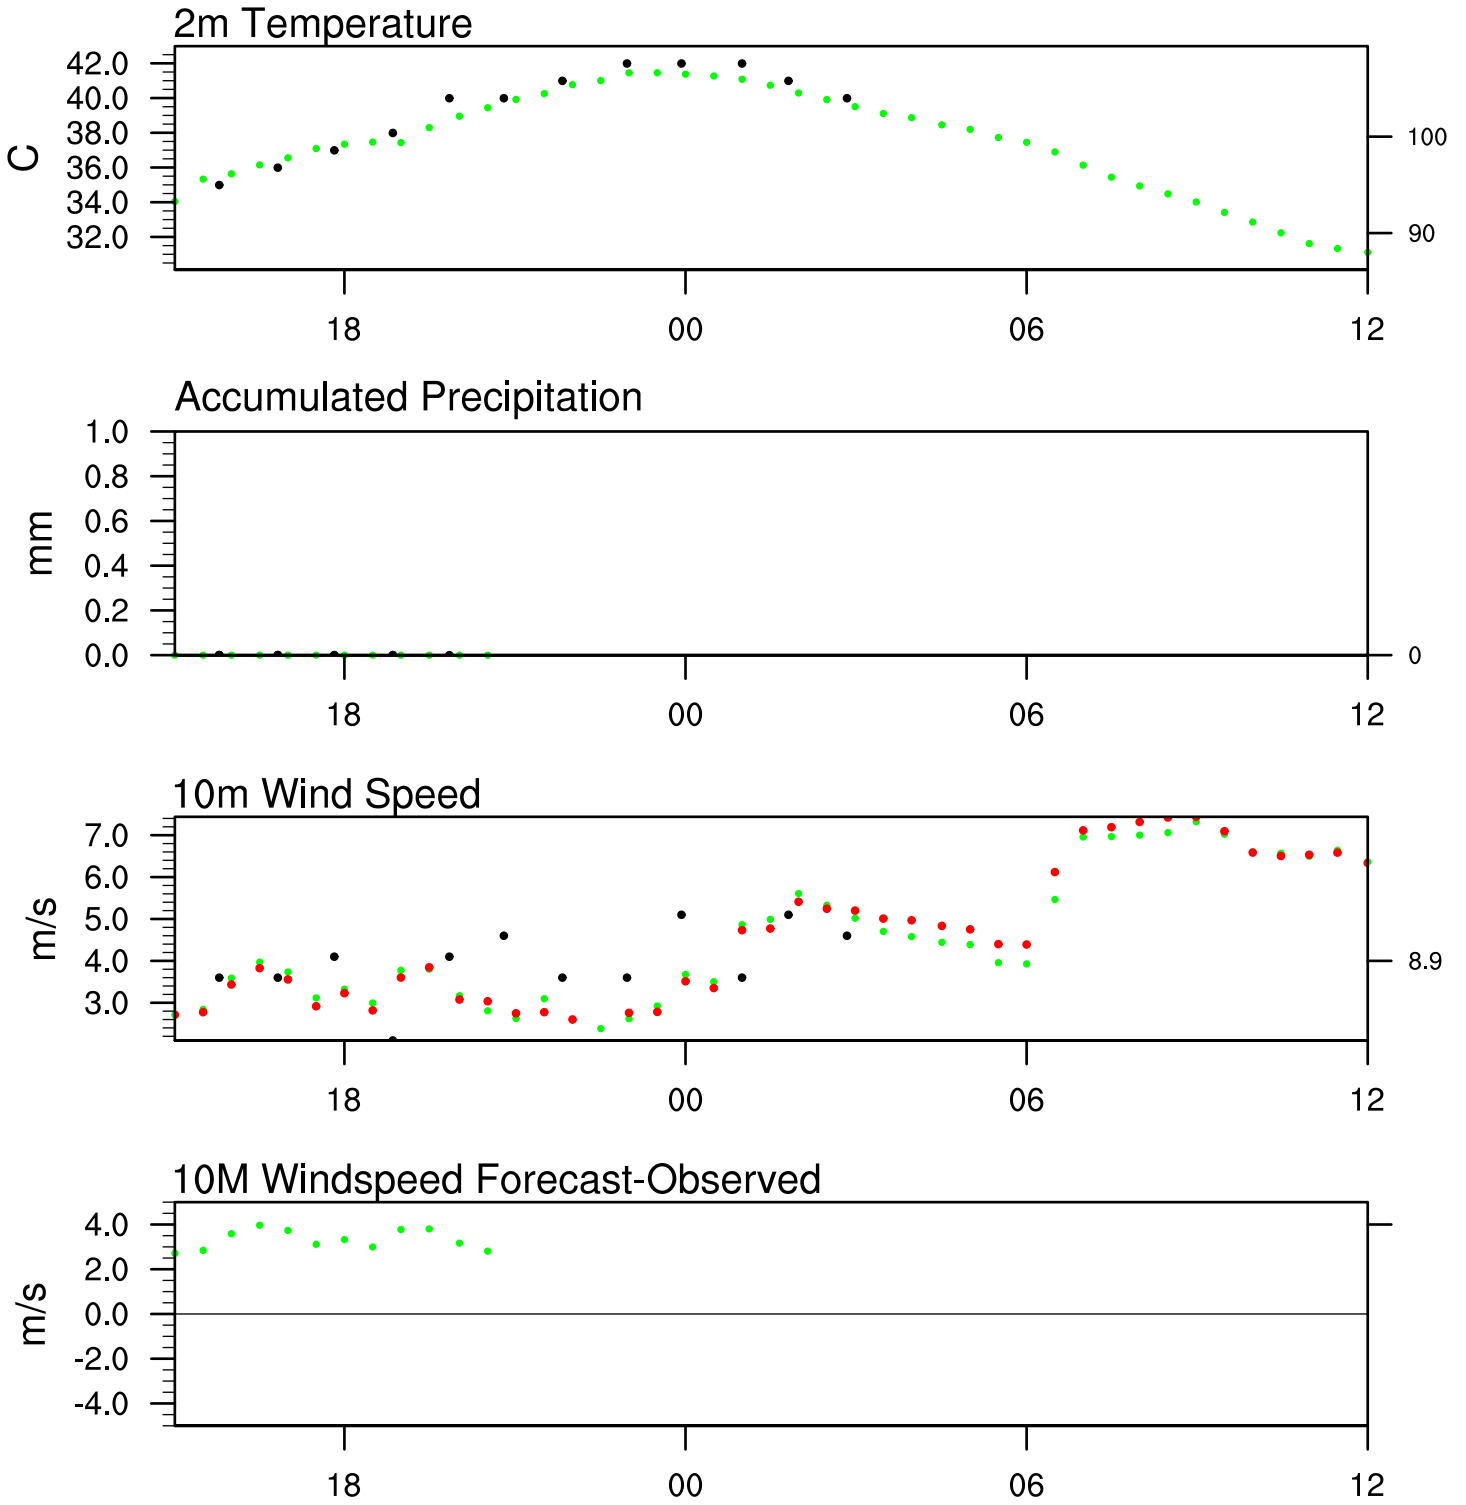 2m Temperature
42.0
40.0
38.0
36.0
34.0
32.0
C
100
90
18 00 06 12
Accumulated Precipitation
1.0
0.8
0.6
0.4
0.2
0.0
mm
0
18 00 06 12
10m Wind Speed
7.0
6.0
5.0
4.0
3.0
m/s
8.9
18 00 06 12
10M Windspeed Forecast-Observed
4.0
2.0
0.0
-2.0
-4.0
m/s
18 00 06 12